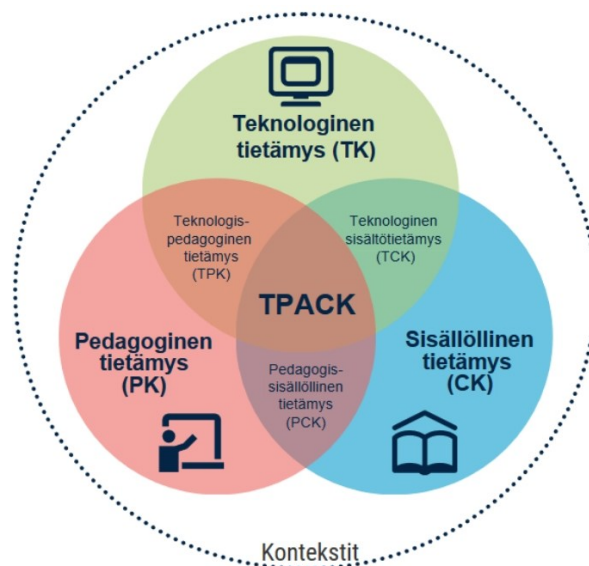 Teknologinen
tietämys (TK)
Teknologis-
pedagoginen
tietämys
(TPK)
Teknologinen
sisältötietämys
(TCK)
TPACK
Pedagoginen
tietämys
(PK)
Sisällöllinen
tietämys
(CK)
Pedagogis-
sisällöllinen
tietämys
(PCK)
Kontekstit